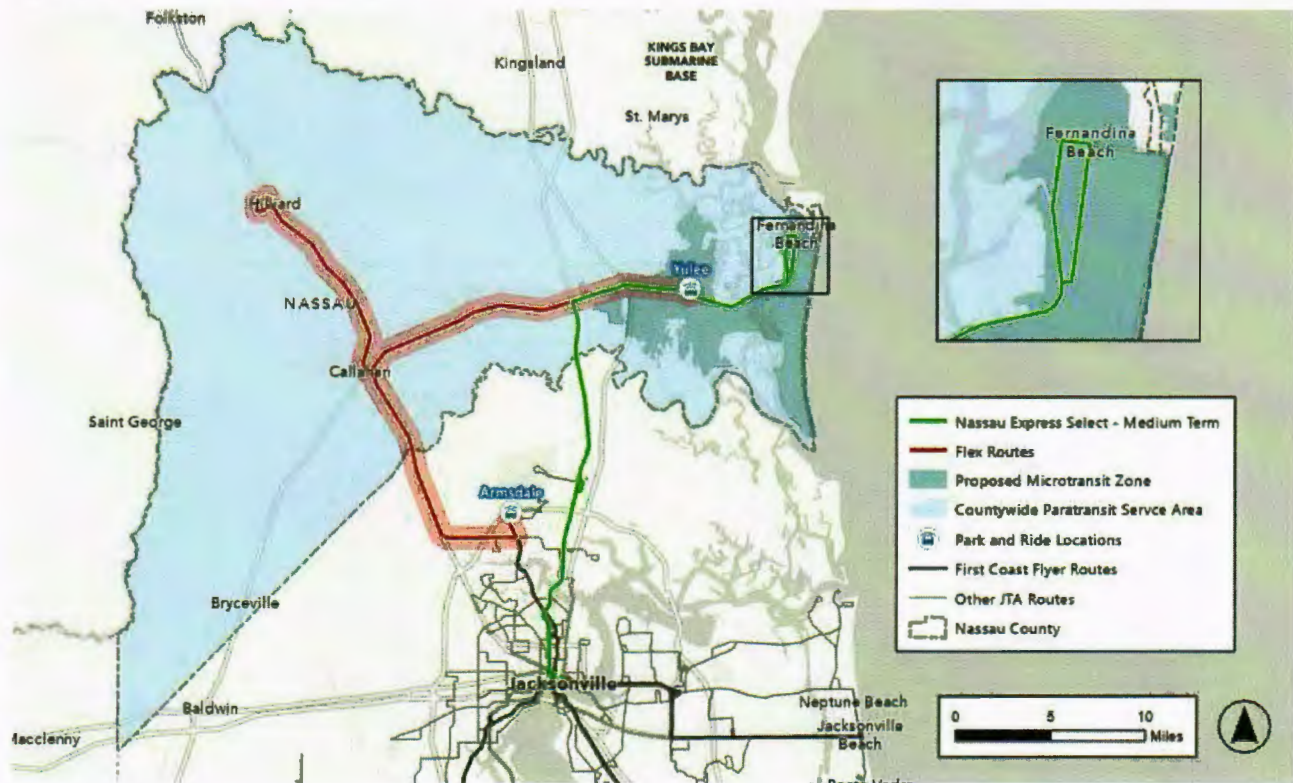 Folkston
Kingsland
KINGS BAY
SUBMARINE
BASE
St. Marys
Hilliard
Fernandina
Beach
Yulee
NASSAU
Callahan
Saint George
Armsdale
Bryceville
Jacksonville
Baldwin
Neptune Beach
Jacksonville
Beach
Macclenny
Fernandina
Beach
Nassau Express Select - Medium Term
Flex Routes
Proposed Microtransit Zone
Countywide Paratransit Servce Area
Park and Ride Locations
First Coast Flyer Routes
Other JTA Routes
Nassau County
0 5 10
Miles